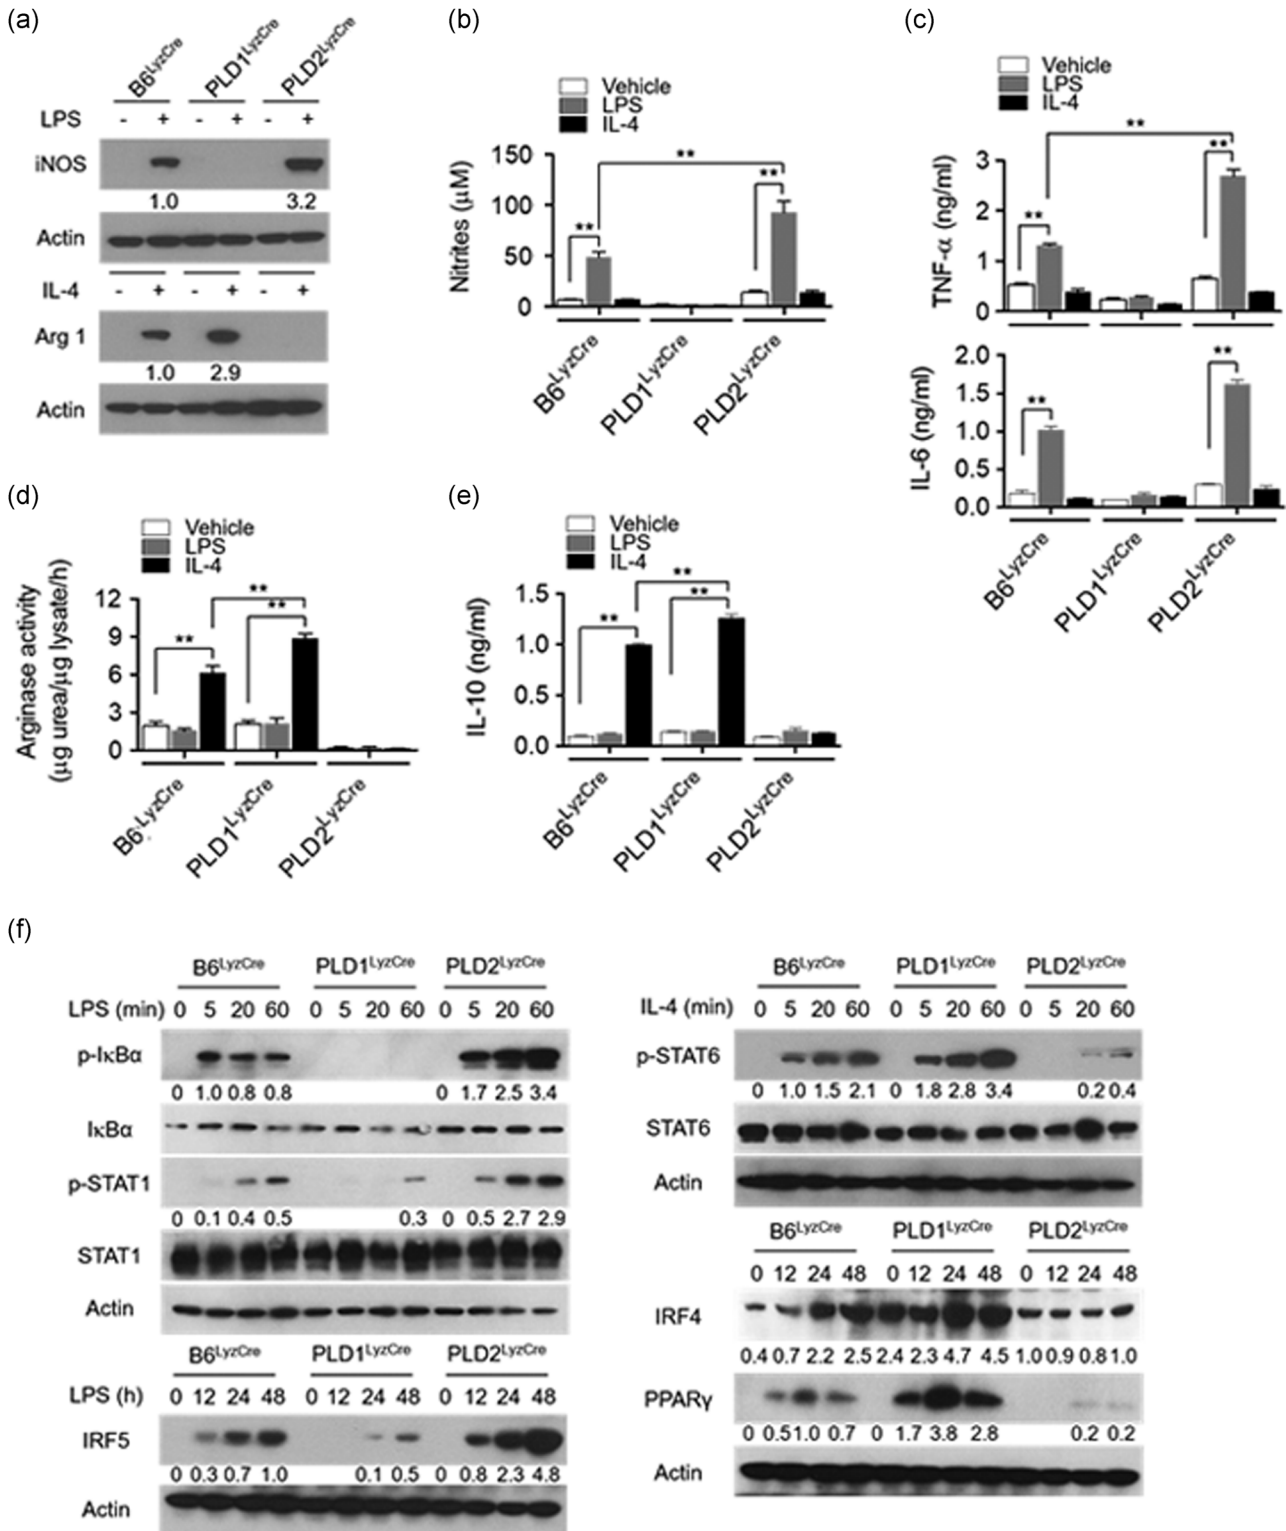 (a)
B6LyzCre PLD1LyzCre PLD2LyzCre
LPS - + - + - +
iNOS
1.0 3.2
Actin
IL-4 - + - + - +
Arg 1
1.0 2.9
Actin
(b)
Vehicle
LPS
IL-4
Nitrites (μM)
150
100
50
0
** ** **
B6LyzCre PLD1LyzCre PLD2LyzCre
(c)
Vehicle
LPS
IL-4
TNF-α (ng/ml)
3
2
1
0
** ** **
IL-6 (ng/ml)
2.0
1.5
1.0
0.5
0.0
** **
B6LyzCre PLD1LyzCre PLD2LyzCre
(d)
Vehicle
LPS
IL-4
Arginase activity
(μg urea/μg lysate/h)
12
9
6
3
0
** ** **
B6LyzCre PLD1LyzCre PLD2LyzCre
(e)
Vehicle
LPS
IL-4
IL-10 (ng/ml)
1.5
1.0
0.5
0.0
** ** **
B6LyzCre PLD1LyzCre PLD2LyzCre
(f)
B6LyzCre PLD1LyzCre PLD2LyzCre
LPS (min) 0 5 20 60 0 5 20 60 0 5 20 60
p-IκBα
0 1.0 0.8 0.8 0 1.7 2.5 3.4
IκBα
p-STAT1
0 0.1 0.4 0.5 0.3 0 0.5 2.7 2.9
STAT1
Actin
B6LyzCre PLD1LyzCre PLD2LyzCre
LPS (h) 0 12 24 48 0 12 24 48 0 12 24 48
IRF5
0 0.3 0.7 1.0 0.1 0.5 0 0.8 2.3 4.8
Actin
B6LyzCre PLD1LyzCre PLD2LyzCre
IL-4 (min) 0 5 20 60 0 5 20 60 0 5 20 60
p-STAT6
0 1.0 1.5 2.1 0 1.8 2.8 3.4 0.2 0.4
STAT6
Actin
B6LyzCre PLD1LyzCre PLD2LyzCre
0 12 24 48 0 12 24 48 0 12 24 48
IRF4
0.4 0.7 2.2 2.5 2.4 2.3 4.7 4.5 1.0 0.9 0.8 1.0
PPARγ
0 0.5 1.0 0.7 0 1.7 3.8 2.8 0.2 0.2
Actin